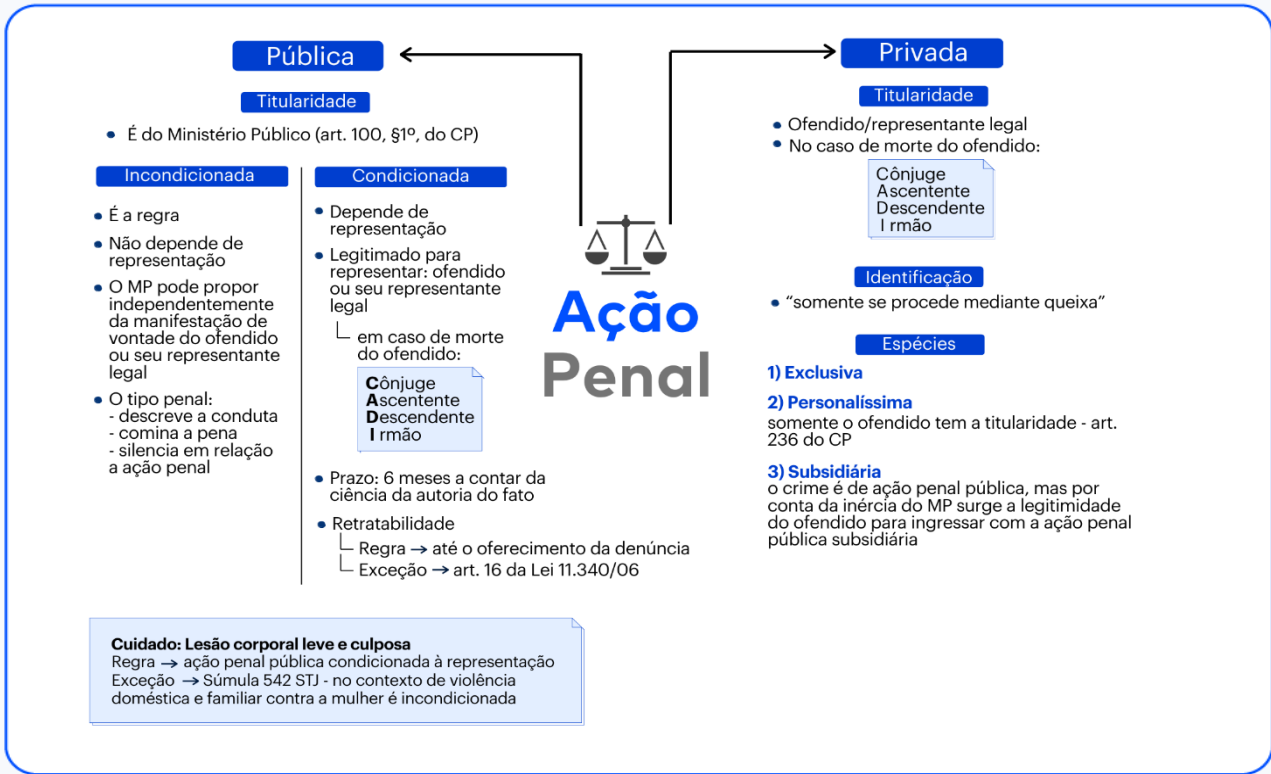 Pública
Titularidade
• É do Ministério Público (art. 100, §1º, do CP)
Incondicionada
• É a regra
• Não depende de
representação
• O MP pode propor
independentemente
da manifestação de
vontade do ofendido
ou seu representante
legal
• O tipo penal:
- descreve a conduta
- comina a pena
- silencia em relação
a ação penal
Condicionada
• Depende de
representação
• Legitimado para
representar: ofendido
ou seu representante
legal
em caso de morte
do ofendido:
Cônjuge
Ascentente
Descendente
I rmão
• Prazo: 6 meses a contar da
ciência da autoria do fato
• Retratabilidade
Regra → até o oferecimento da denúncia
Exceção → art. 16 da Lei 11.340/06
Cuidado: Lesão corporal leve e culposa
Regra → ação penal pública condicionada à representação
Exceção → Súmula 542 STJ - no contexto de violência
doméstica e familiar contra a mulher é incondicionada
Ação
Penal
Privada
Titularidade
• Ofendido/representante legal
• No caso de morte do ofendido:
Cônjuge
Ascentente
Descendente
I rmão
Identificação
• “somente se procede mediante queixa”
Espécies
1) Exclusiva
2) Personalíssima
somente o ofendido tem a titularidade - art.
236 do CP
3) Subsidiária
o crime é de ação penal pública, mas por
conta da inércia do MP surge a legitimidade
do ofendido para ingressar com a ação penal
pública subsidiária